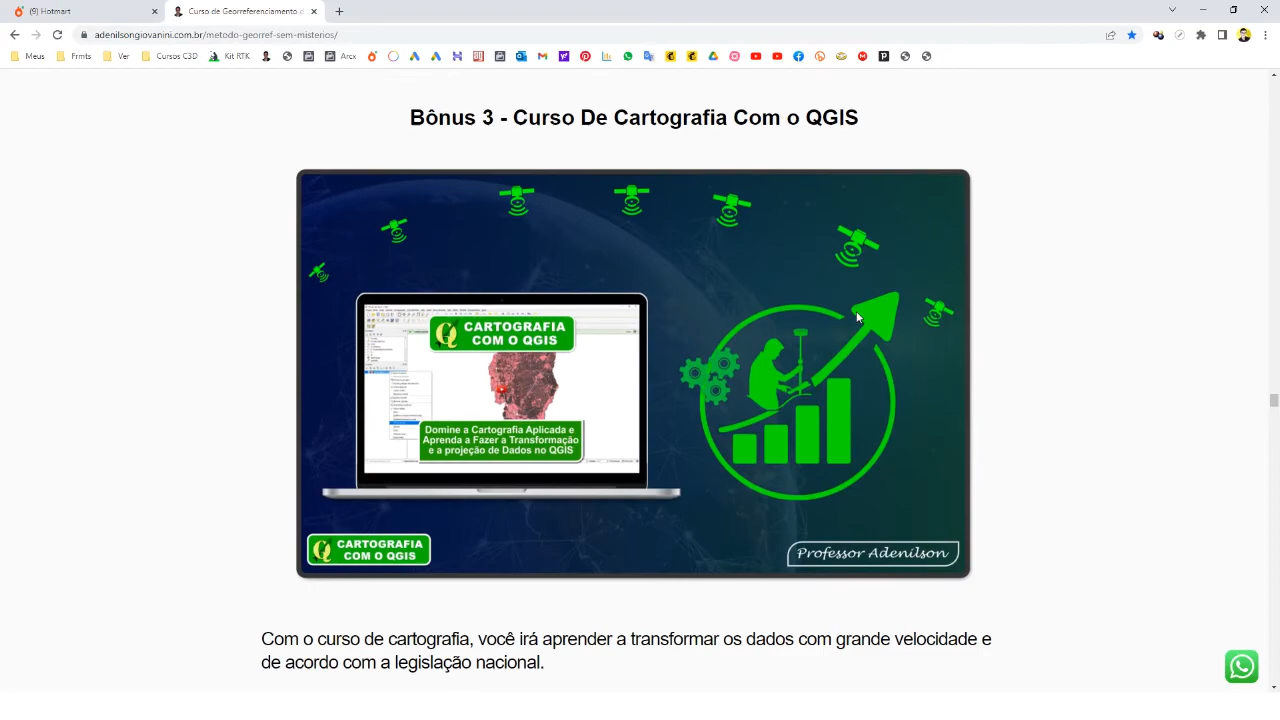 (9) Hotmart
Curso de Georreferenciamento d
adenilsongiovanini.com.br/metodo-georref-sem-misterios/
Meus
Frmts
Ver
Cursos C3D
Kit RTK
Arcx
Bônus 3 - Curso De Cartografia Com o QGIS
CARTOGRAFIA
COM O QGIS
Domine a Cartografia Aplicada e
Aprenda a Fazer a Transformação
e a projeção de Dados no QGIS
CARTOGRAFIA
COM O QGIS
Professor Adenilson
Com o curso de cartografia, você irá aprender a transformar os dados com grande velocidade e
de acordo com a legislação nacional.